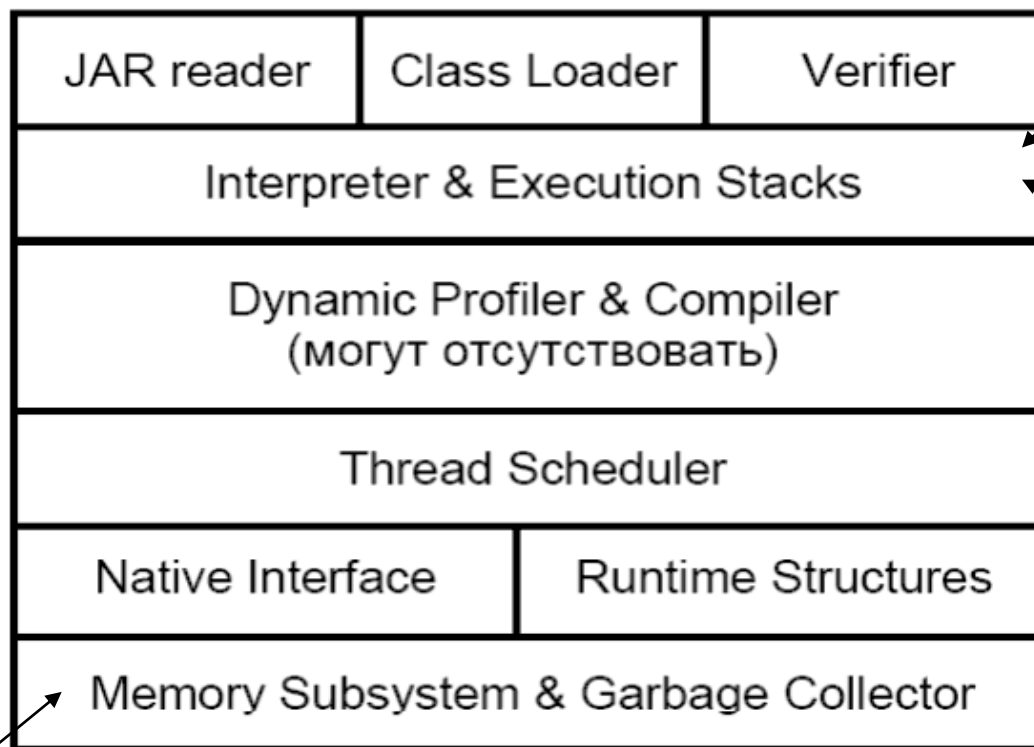 JAR reader
Class Loader
Verifier
Interpreter & Execution Stacks
Dynamic Profiler & Compiler
(могут отсутствовать)
Thread Scheduler
Native Interface
Runtime Structures
Memory Subsystem & Garbage Collector